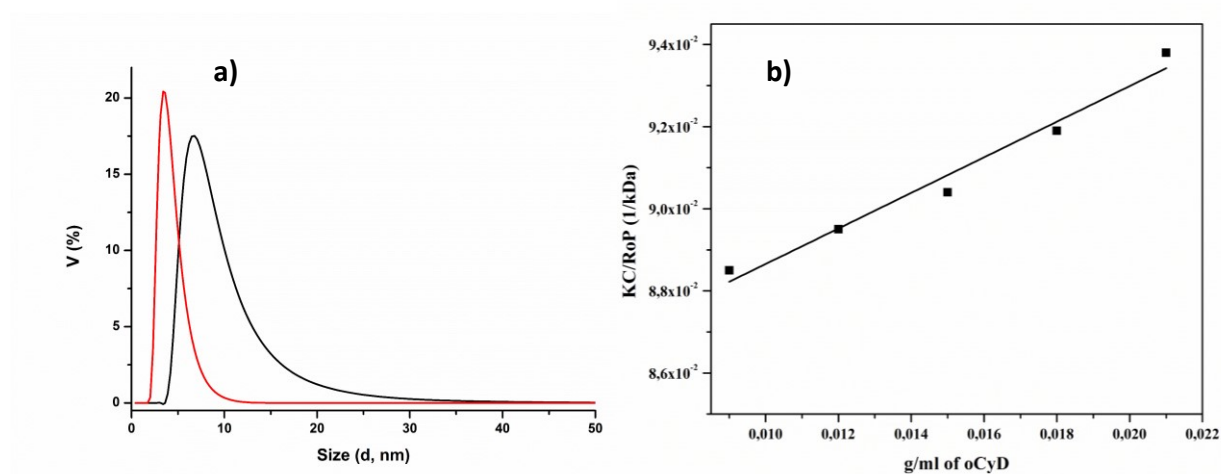 a)
20
15
10
5
0
V (%)
0 10 20 30 40 50
Size (d, nm)
b)
9,4x10⁻²
9,2x10⁻²
9,0x10⁻²
8,8x10⁻²
8,6x10⁻²
KC/RoP (1/kDa)
0,010 0,012 0,014 0,016 0,018 0,020 0,022
g/ml of oCyD